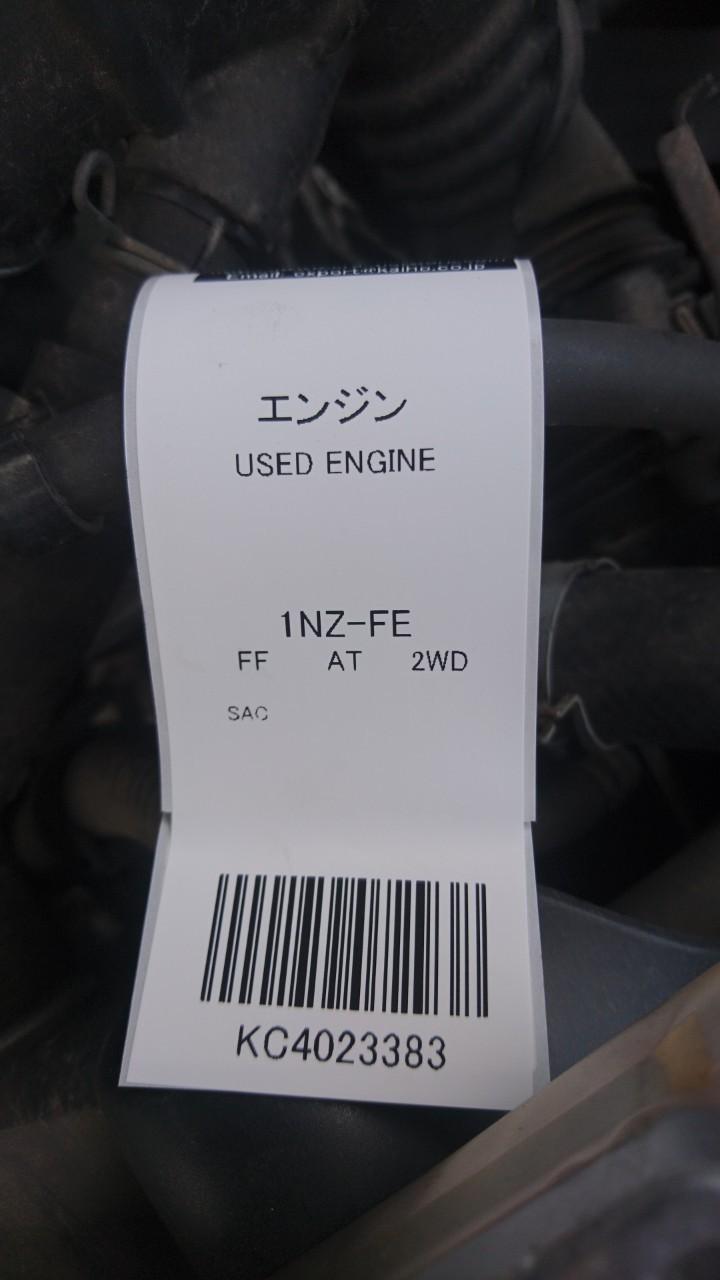 エンジン
USED ENGINE
1NZ-FE
FF AT 2WD
SAC
KC4023383